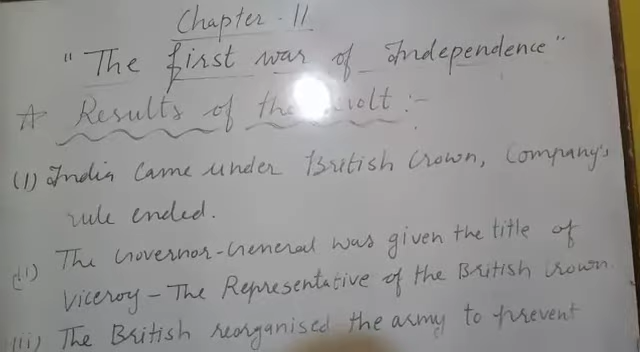 Chapter - 11
"The first war of Independence"
☆ Results of the volt :-
(i) India came under British Crown, Company's
rule ended.
(ii) The Governor-General was given the title of
Viceroy - The Representative of the British Crown.
(iii) The British reorganised the army to prevent